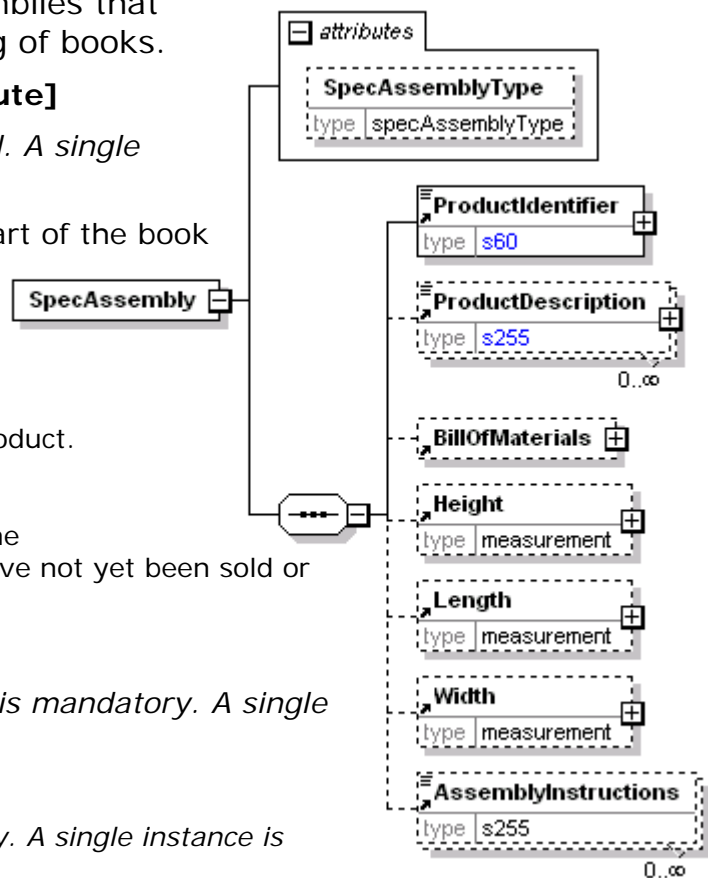 mblies that
g of books.
ute]
l. A single
art of the book
oduct.
ne
ve not yet been sold or
is mandatory. A single
y. A single instance is
attributes
SpecAssemblyType
type specAssemblyType
SpecAssembly
ProductIdentifier
type s60
ProductDescription
type s255
0..∞
BillOfMaterials
Height
type measurement
Length
type measurement
Width
type measurement
AssemblyInstructions
type s255
0..∞